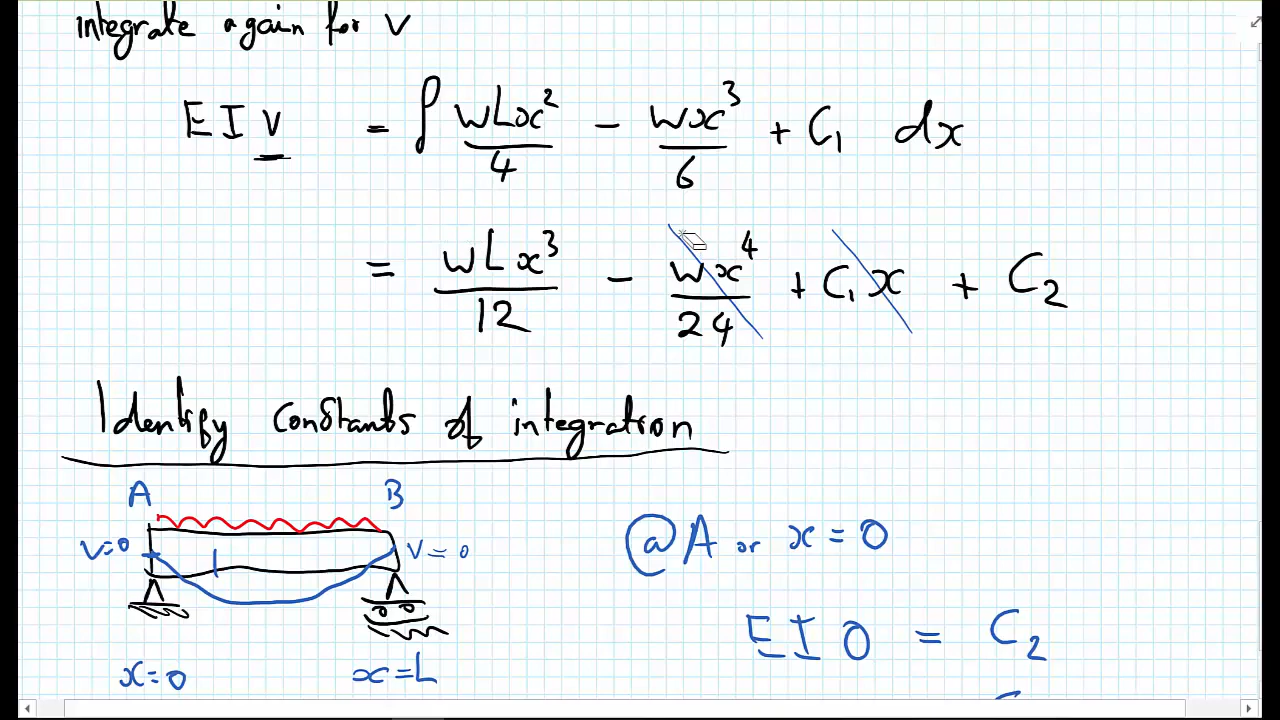 integrate again for v
EI v = ∫ wLx²/4 - wx³/6 + C₁ dx
= wLx³/12 - wx⁴/24 + C₁x + C₂
Identify constants of integration
A B
@A or x = 0
v=0 v=0
EI 0 = C₂
x=0 x=L